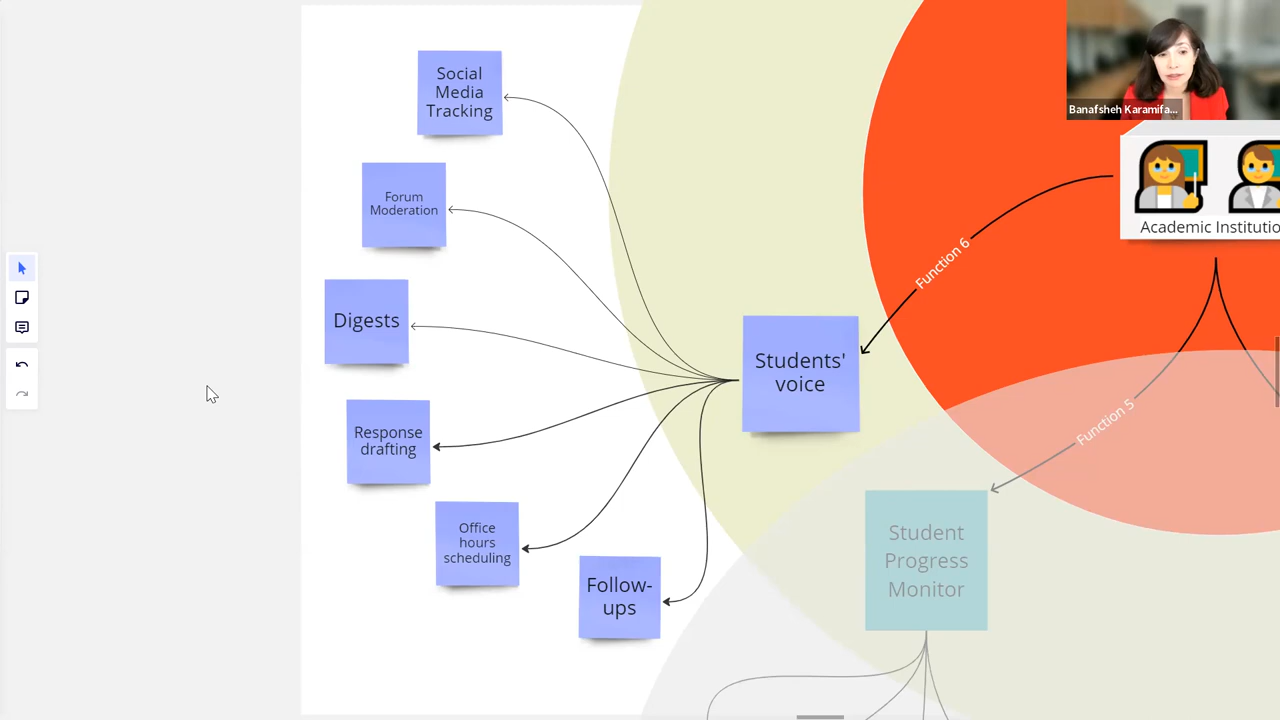 Social
Media
Tracking
Banafsheh Karamifa...
Forum
Moderation
Academic Institutio
Function 6
Digests
Students'
voice
Function 5
Response
drafting
Office
hours
scheduling
Student
Progress
Monitor
Follow-
ups